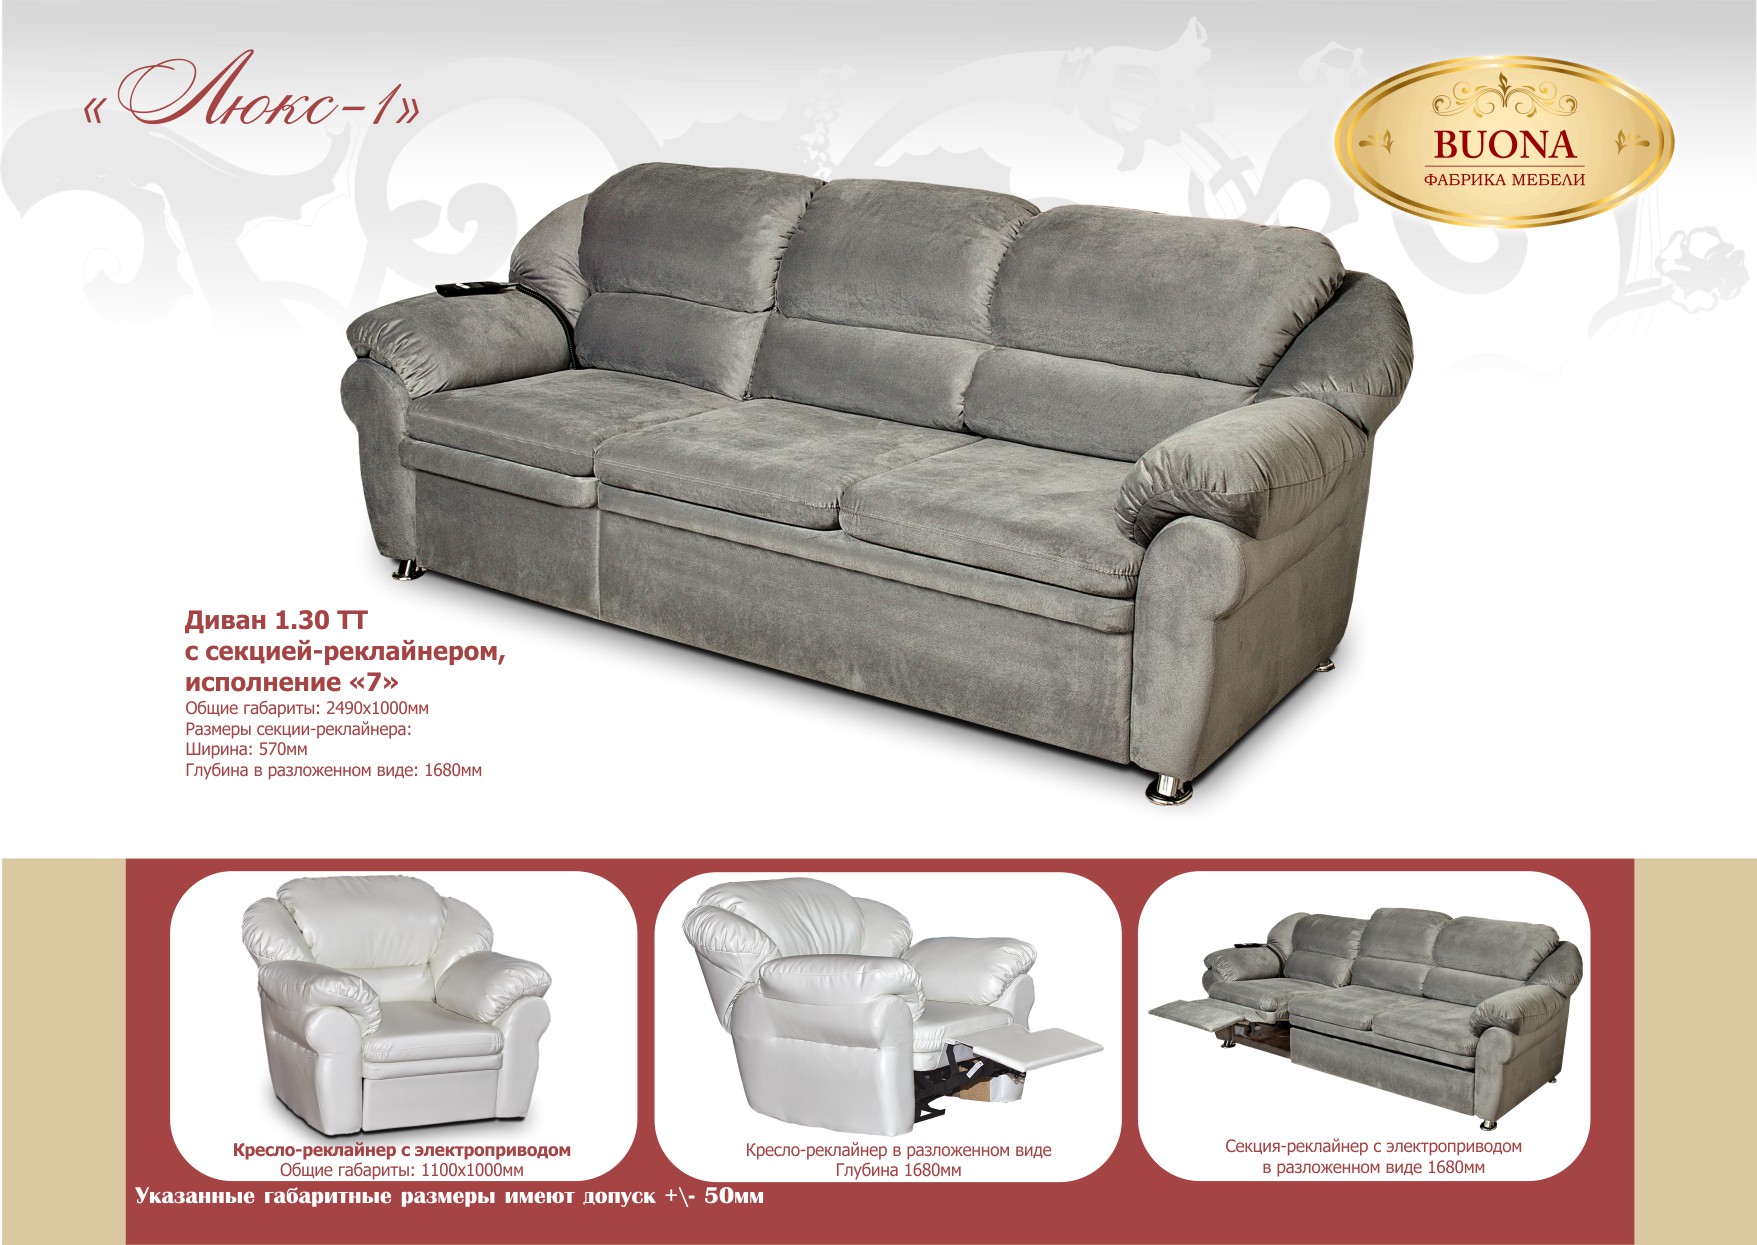 «Люкс-1»
BUONA
ФАБРИКА МЕБЕЛИ
Диван 1.30 ТТ
с секцией-реклайнером,
исполнение «7»
Общие габариты: 2490х1000мм
Размеры секции-реклайнера:
Ширина: 570мм
Глубина в разложенном виде: 1680мм
Кресло-реклайнер с электроприводом
Общие габариты: 1100х1000мм
Кресло-реклайнер в разложенном виде
Глубина 1680мм
Секция-реклайнер с электроприводом
в разложенном виде 1680мм
Указанные габаритные размеры имеют допуск +\- 50мм